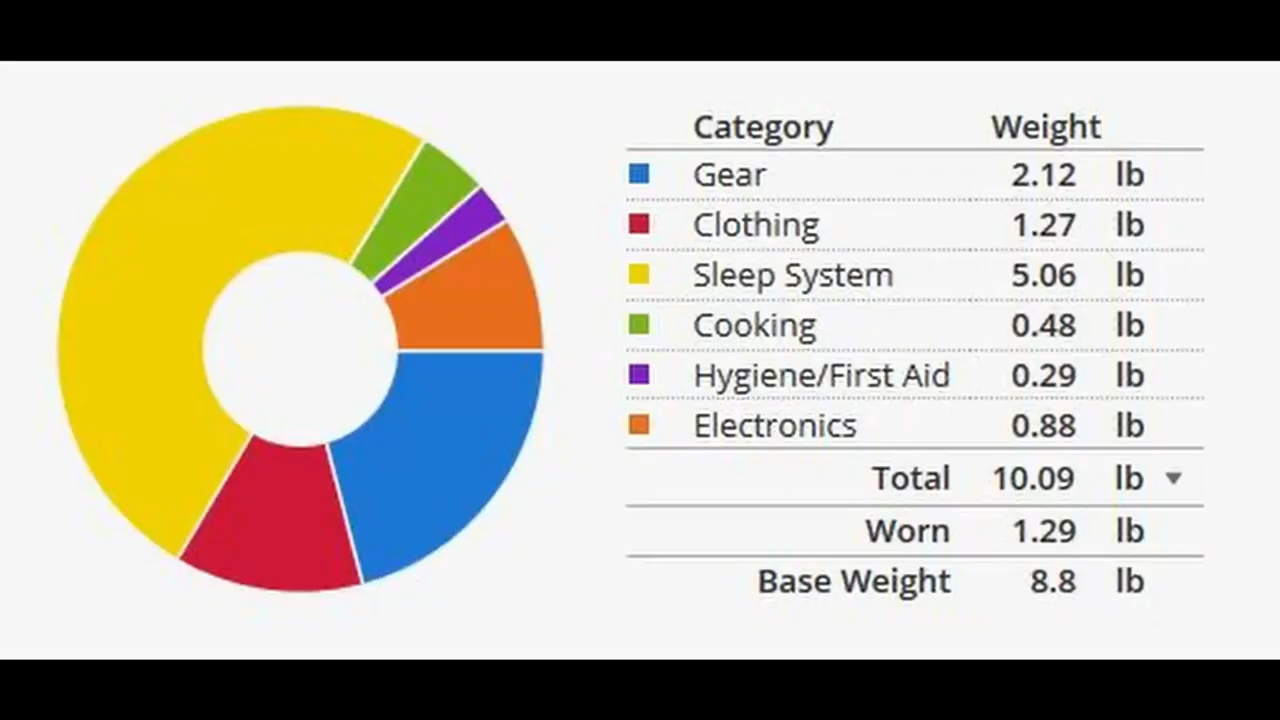 Category Weight
Gear 2.12 lb
Clothing 1.27 lb
Sleep System 5.06 lb
Cooking 0.48 lb
Hygiene/First Aid 0.29 lb
Electronics 0.88 lb
Total 10.09 lb
Worn 1.29 lb
Base Weight 8.8 lb